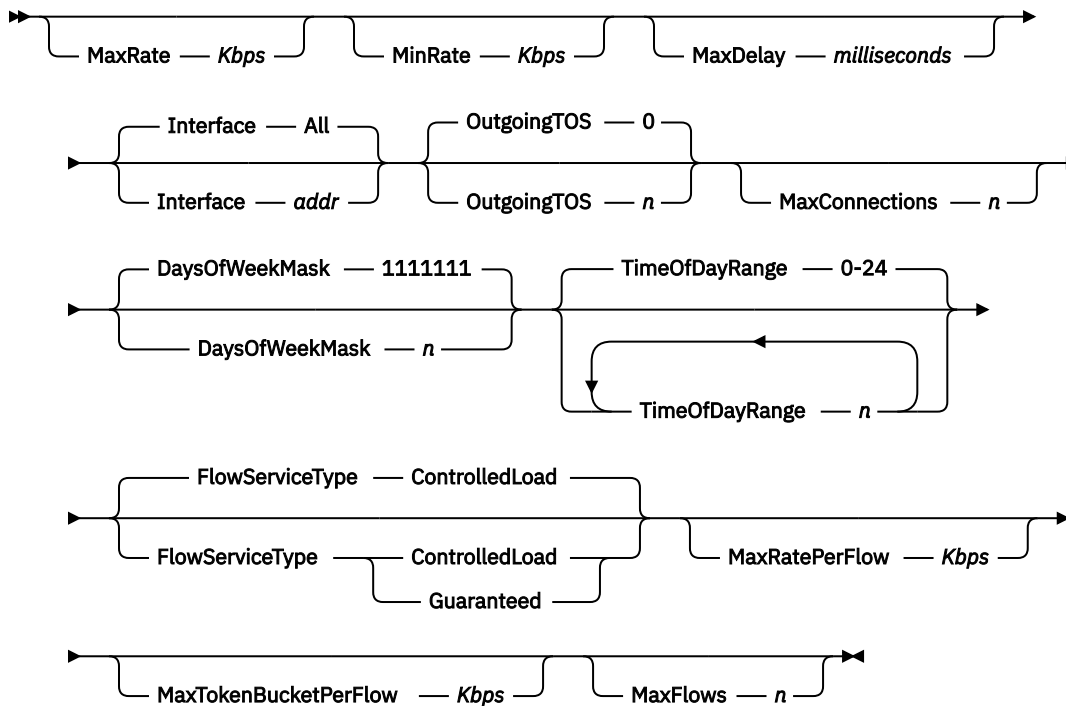 MaxRate Kbps MinRate Kbps MaxDelay milliseconds
Interface All OutgoingTOS 0
Interface addr OutgoingTOS n MaxConnections n
DaysOfWeekMask 1111111 TimeOfDayRange 0-24
DaysOfWeekMask n
TimeOfDayRange n
FlowServiceType ControlledLoad
FlowServiceType ControlledLoad MaxRatePerFlow Kbps
Guaranteed
MaxTokenBucketPerFlow Kbps MaxFlows n